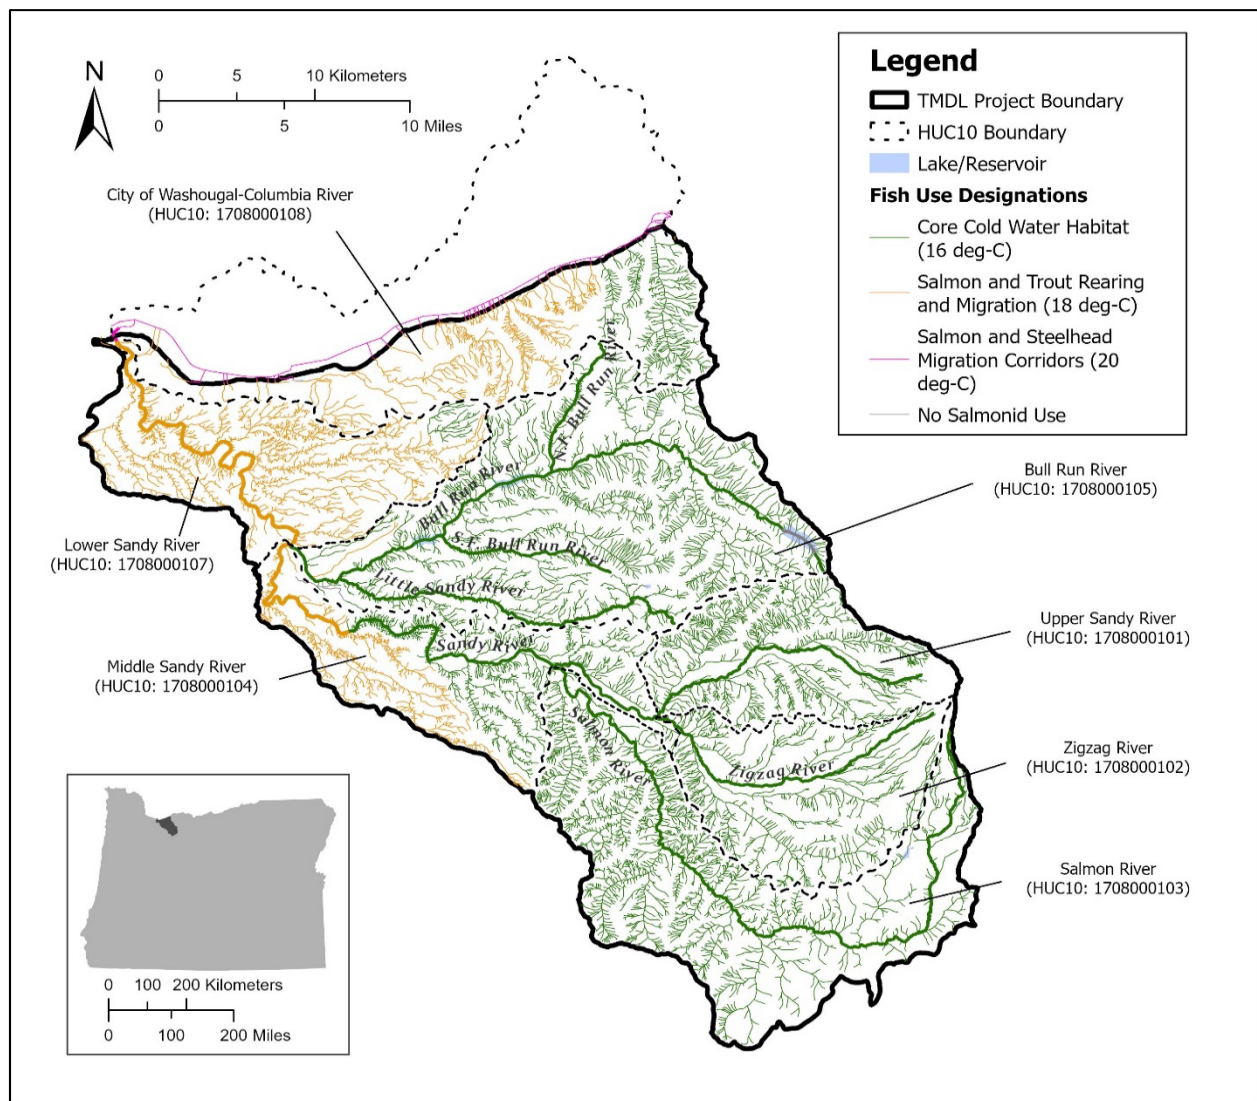 N
0 5 10 Kilometers
0 5 10 Miles
Legend
TMDL Project Boundary
HUC10 Boundary
Lake/Reservoir
Fish Use Designations
Core Cold Water Habitat
(16 deg-C)
Salmon and Trout Rearing
and Migration (18 deg-C)
Salmon and Steelhead
Migration Corridors (20
deg-C)
No Salmonid Use
City of Washougal-Columbia River
(HUC10: 1708000108)
N.F. Bull Run River
Bull Run River
Bull Run River
(HUC10: 1708000105)
S.F. Bull Run River
Lower Sandy River
(HUC10: 1708000107)
Little Sandy River
Upper Sandy River
(HUC10: 1708000101)
Sandy River
Middle Sandy River
(HUC10: 1708000104)
Salmon River
Zigzag River
Zigzag River
(HUC10: 1708000102)
Salmon River
(HUC10: 1708000103)
0 100 200 Kilometers
0 100 200 Miles